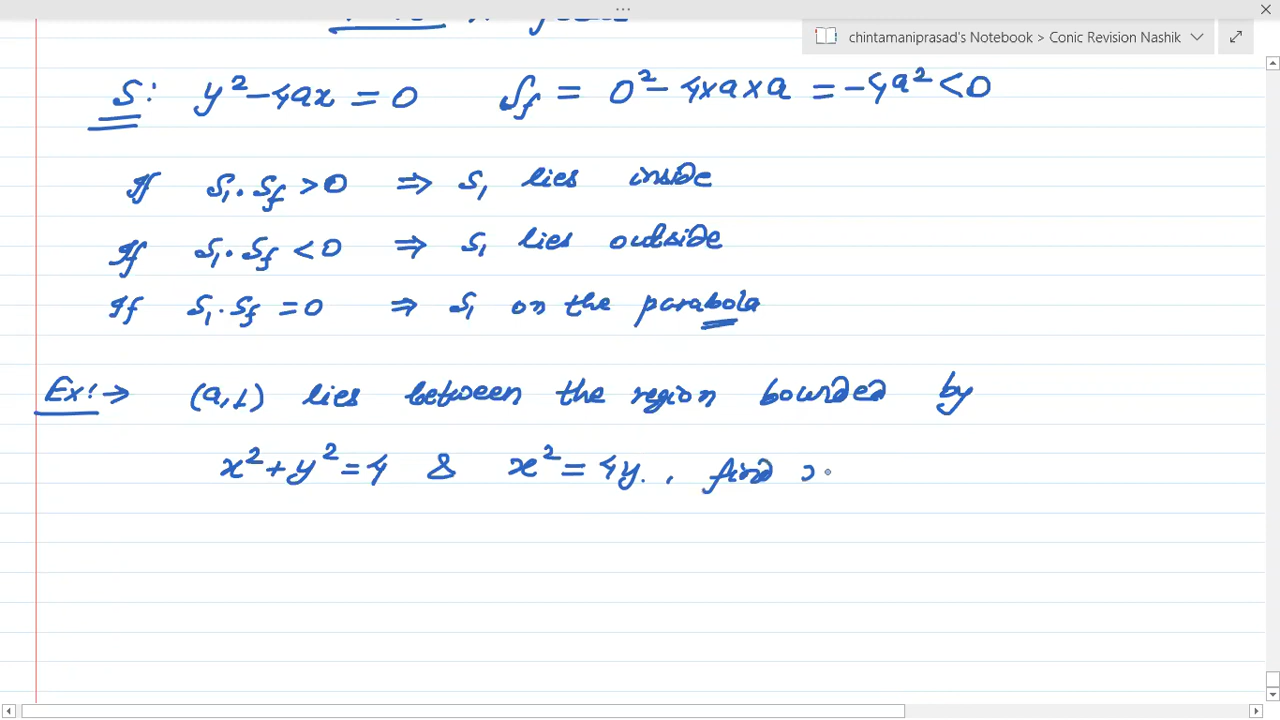 chintamaniprasad's Notebook > Conic Revision Nashik
S: y² - 4ax = 0 S_f = 0² - 4×a×a = -4a² < 0
If S₁·S_f > 0 ⇒ S₁ lies inside
If S₁·S_f < 0 ⇒ S₁ lies outside
If S₁·S_f = 0 ⇒ S₁ on the parabola
Ex:→ (a,1) lies between the region bounded by
x² + y² = 4 & x² = 4y. , find